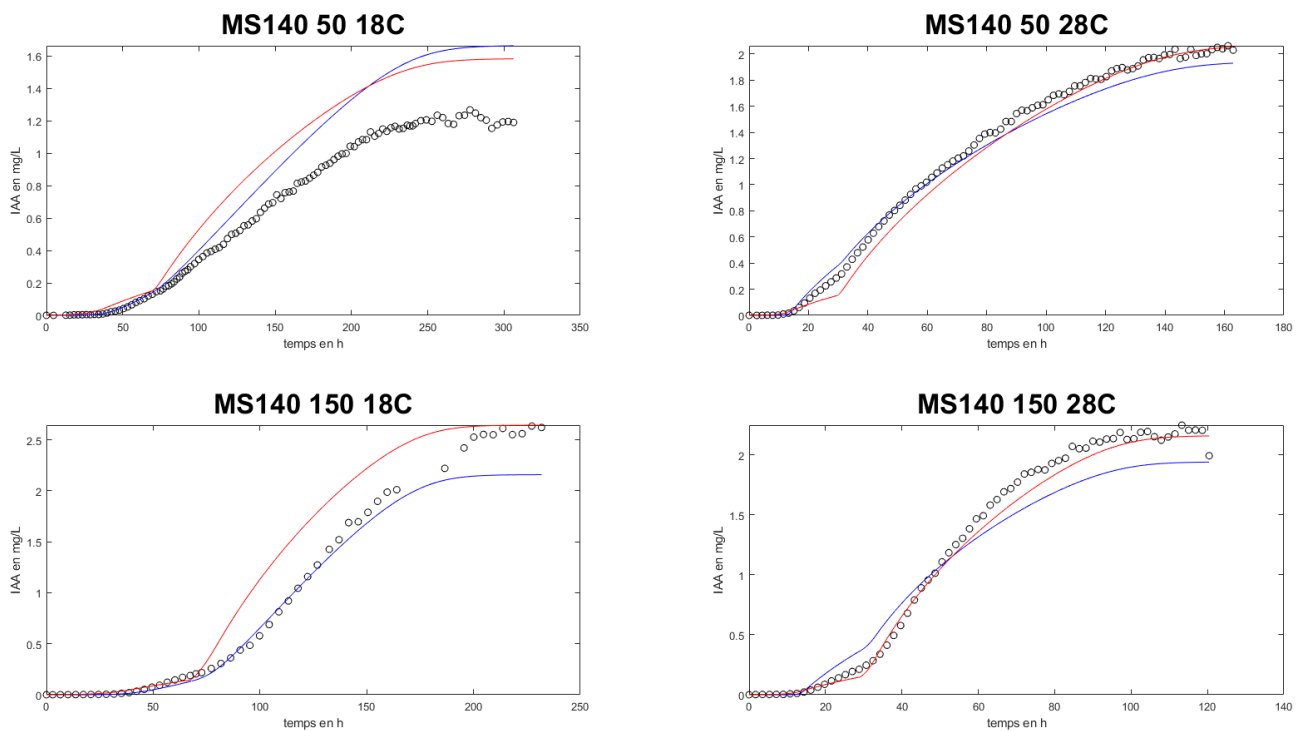 MS140 50 18C
1.6
1.4
1.2
1
0.8
0.6
0.4
0.2
0
IAA en mg/L
0 50 100 150 200 250 300 350
temps en h
MS140 50 28C
2
1.8
1.6
1.4
1.2
1
0.8
0.6
0.4
0.2
0
IAA en mg/L
0 20 40 60 80 100 120 140 160 180
temps en h
MS140 150 18C
2.5
2
1.5
1
0.5
0
IAA en mg/L
0 50 100 150 200 250
temps en h
MS140 150 28C
2
1.5
1
0.5
0
IAA en mg/L
0 20 40 60 80 100 120 140
temps en h